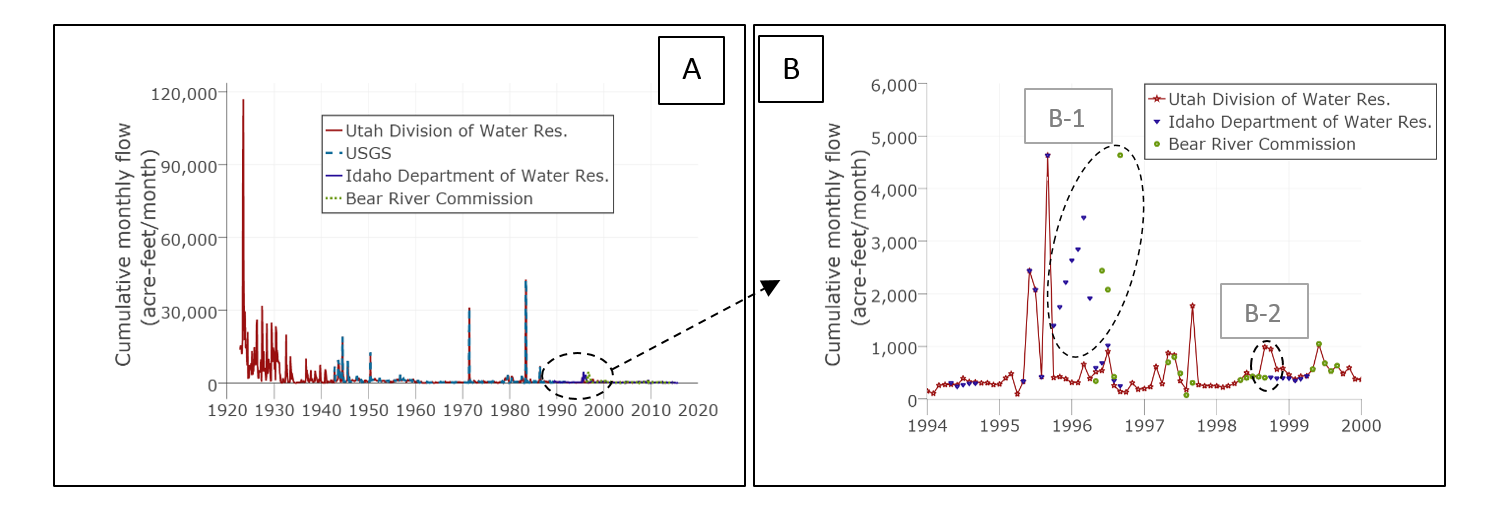 A
Cumulative monthly flow
(acre-feet/month)
120,000
90,000
60,000
30,000
0
1920 1930 1940 1950 1960 1970 1980 1990 2000 2010 2020
Utah Division of Water Res.
USGS
Idaho Department of Water Res.
Bear River Commission
B
Cumulative monthly flow
(acre-feet/month)
6,000
5,000
4,000
3,000
2,000
1,000
0
1994 1995 1996 1997 1998 1999 2000
B-1
B-2
Utah Division of Water Res.
Idaho Department of Water Res.
Bear River Commission